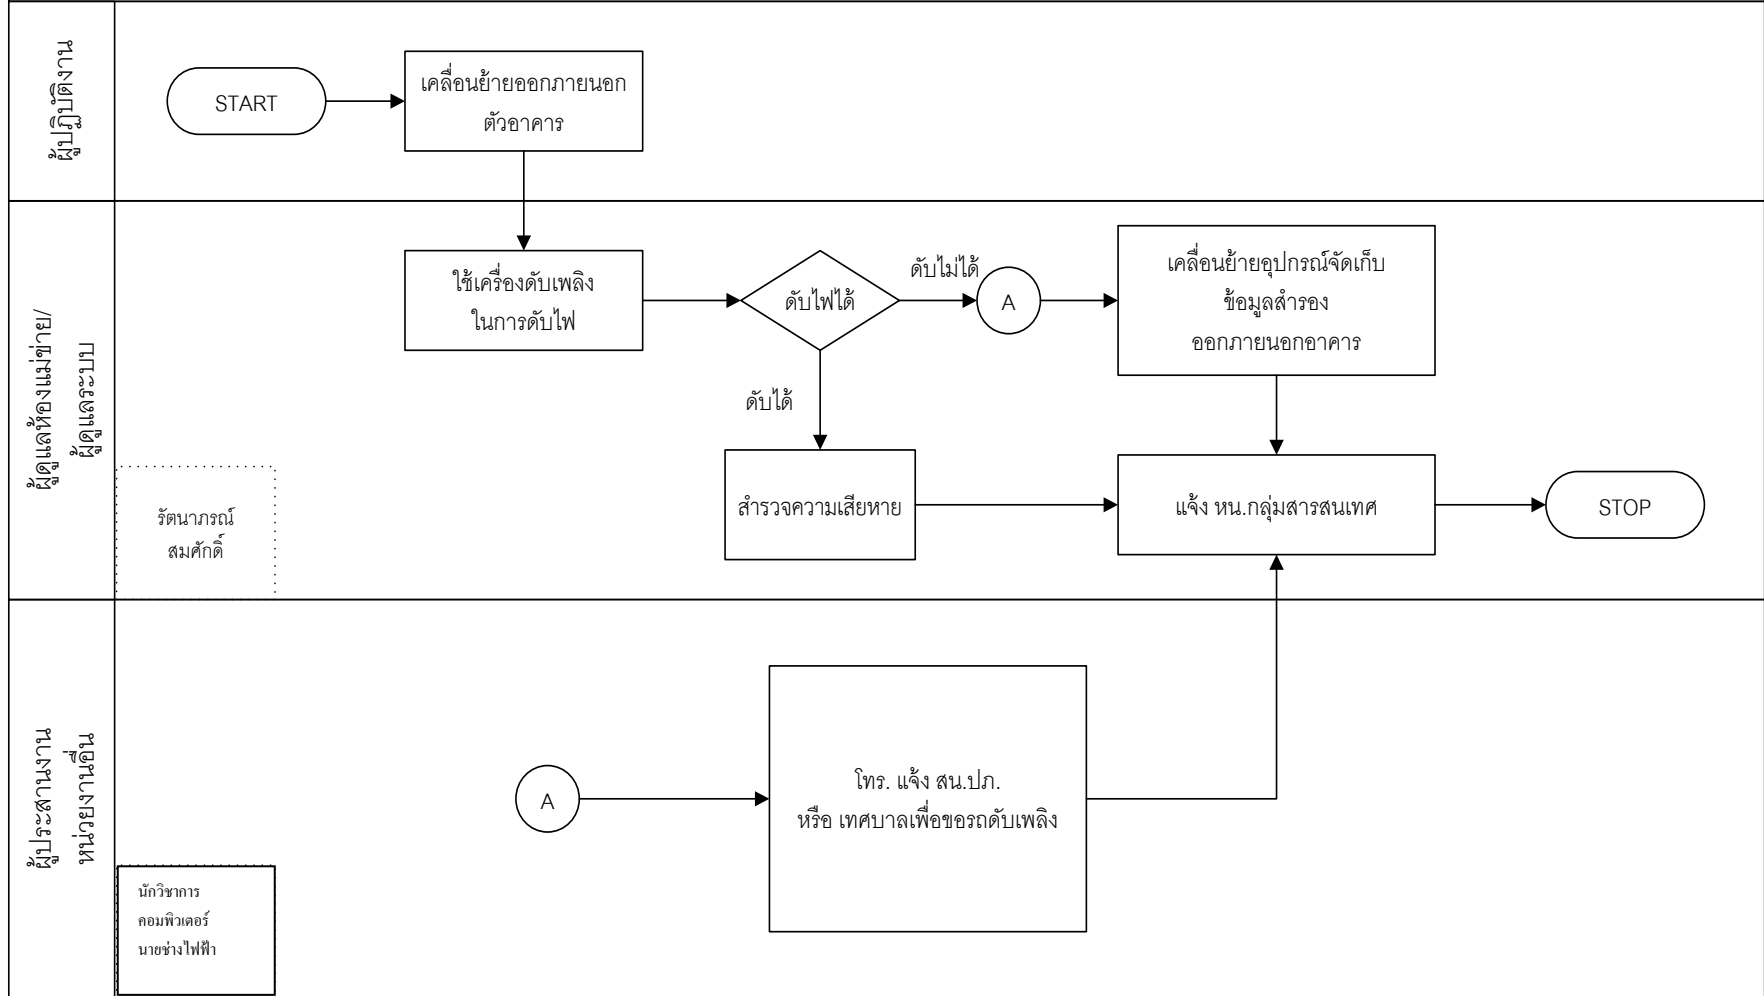 ผู้ปฏิบัติงาน
START
เคลื่อนย้ายออกภายนอก
ตัวอาคาร
ผู้ดูแลห้องแม่ข่าย/
ผู้ดูแลระบบ
ใช้เครื่องดับเพลิง
ในการดับไฟ
ดับไฟได้
ดับไม่ได้
A
เคลื่อนย้ายอุปกรณ์จัดเก็บ
ข้อมูลสำรอง
ออกภายนอกอาคาร
ดับได้
สำรวจความเสียหาย
แจ้ง หน.กลุ่มสารสนเทศ
STOP
รัตนาภรณ์
สมศักดิ์
ผู้ประสานงาน
หน่วยงานอื่น
A
โทร. แจ้ง สน.ปภ.
หรือ เทศบาลเพื่อขอรถดับเพลิง
นักวิชาการ
คอมพิวเตอร์
นายช่างไฟฟ้า